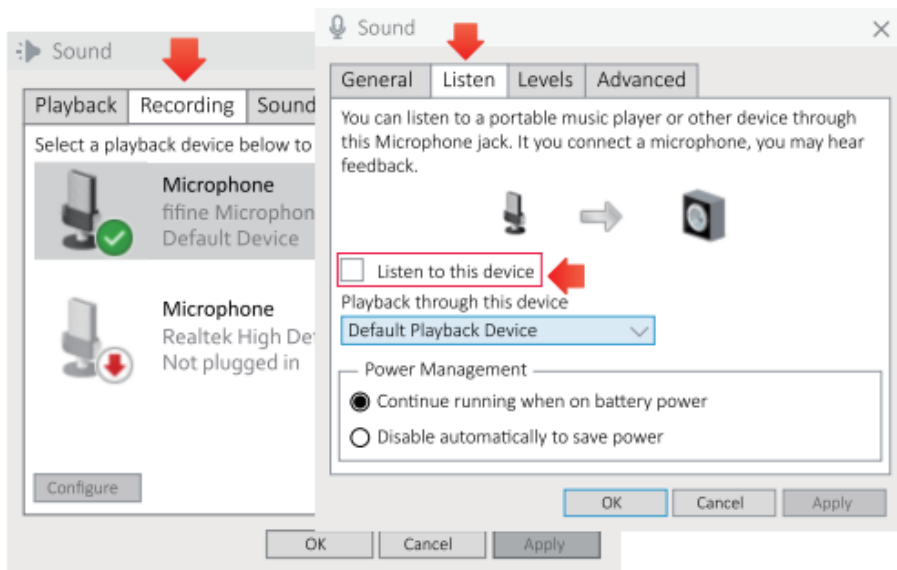 Sound
Playback Recording Sound
Select a playback device below to
Microphone
fifine Microphon
Default Device
Microphone
Realtek High De
Not plugged in
Configure
OK Cancel Apply
Sound
General Listen Levels Advanced
You can listen to a portable music player or other device through
this Microphone jack. It you connect a microphone, you may hear
feedback.
Listen to this device
Playback through this device
Default Playback Device
Power Management
Continue running when on battery power
Disable automatically to save power
OK Cancel Apply